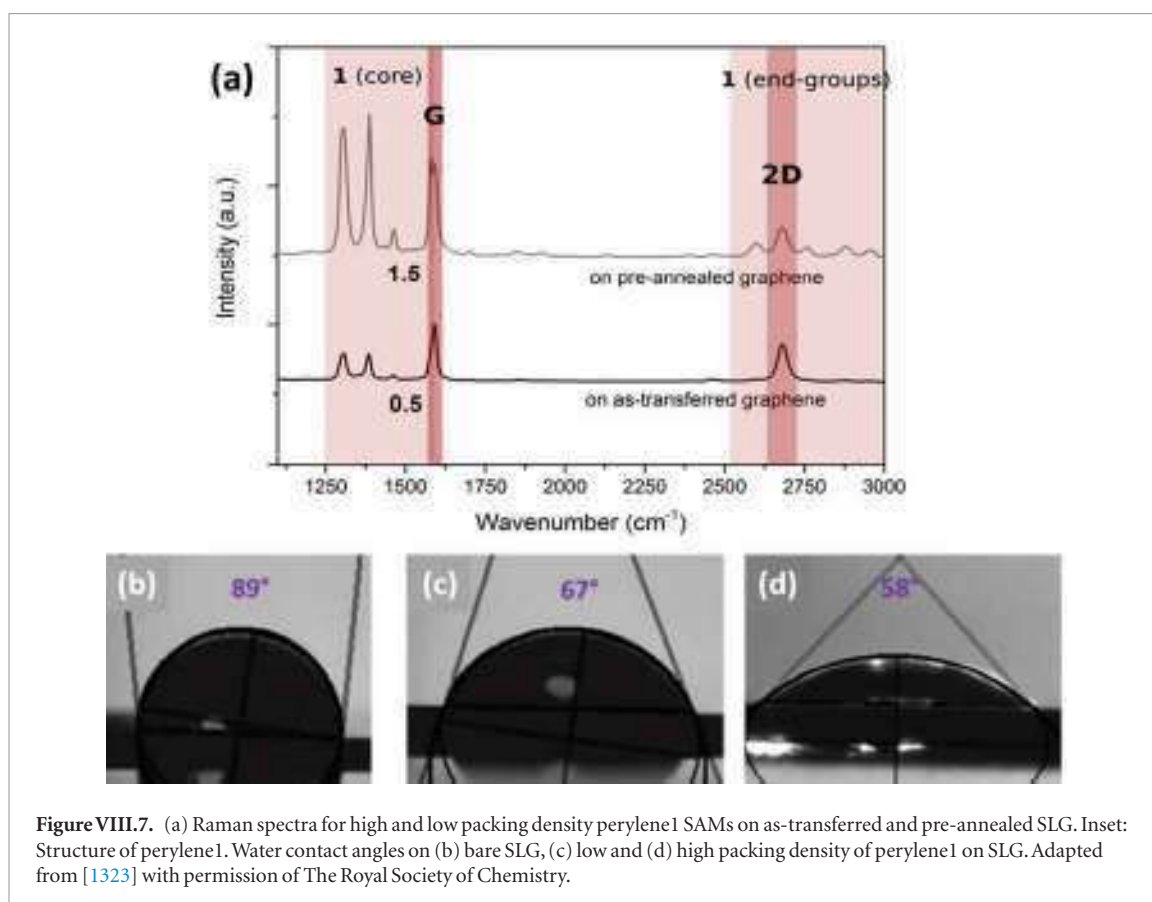 (a)
1 (core)
1 (end-groups)
G
2D
Intensity (a.u.)
1.5
on pre-annealed graphene
0.5
on as-transferred graphene
1250 1500 1750 2000 2250 2500 2750 3000
Wavenumber (cm⁻¹)
(b) 89° (c) 67° (d) 58°
Figure VIII.7. (a) Raman spectra for high and low packing density perylene1 SAMs on as-transferred and pre-annealed SLG. Inset:
Structure of perylene1. Water contact angles on (b) bare SLG, (c) low and (d) high packing density of perylene1 on SLG. Adapted
from [1323] with permission of The Royal Society of Chemistry.